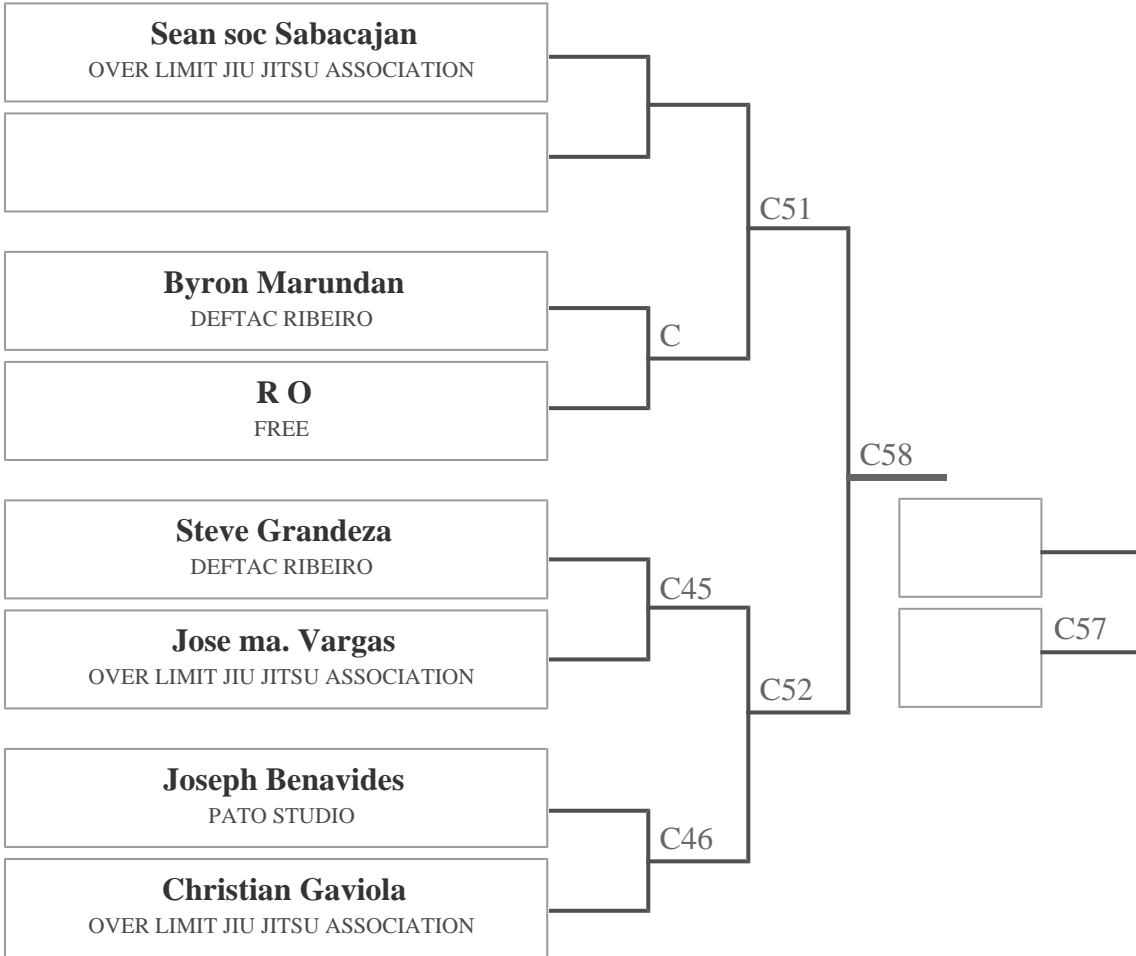 Sean soc Sabacajan
OVER LIMIT JIU JITSU ASSOCIATION
C51
Byron Marundan
DEFTAC RIBEIRO
C
R O
FREE
C58
Steve Grandeza
DEFTAC RIBEIRO
C45
Jose ma. Vargas
OVER LIMIT JIU JITSU ASSOCIATION
C57
C52
Joseph Benavides
PATO STUDIO
C46
Christian Gaviola
OVER LIMIT JIU JITSU ASSOCIATION